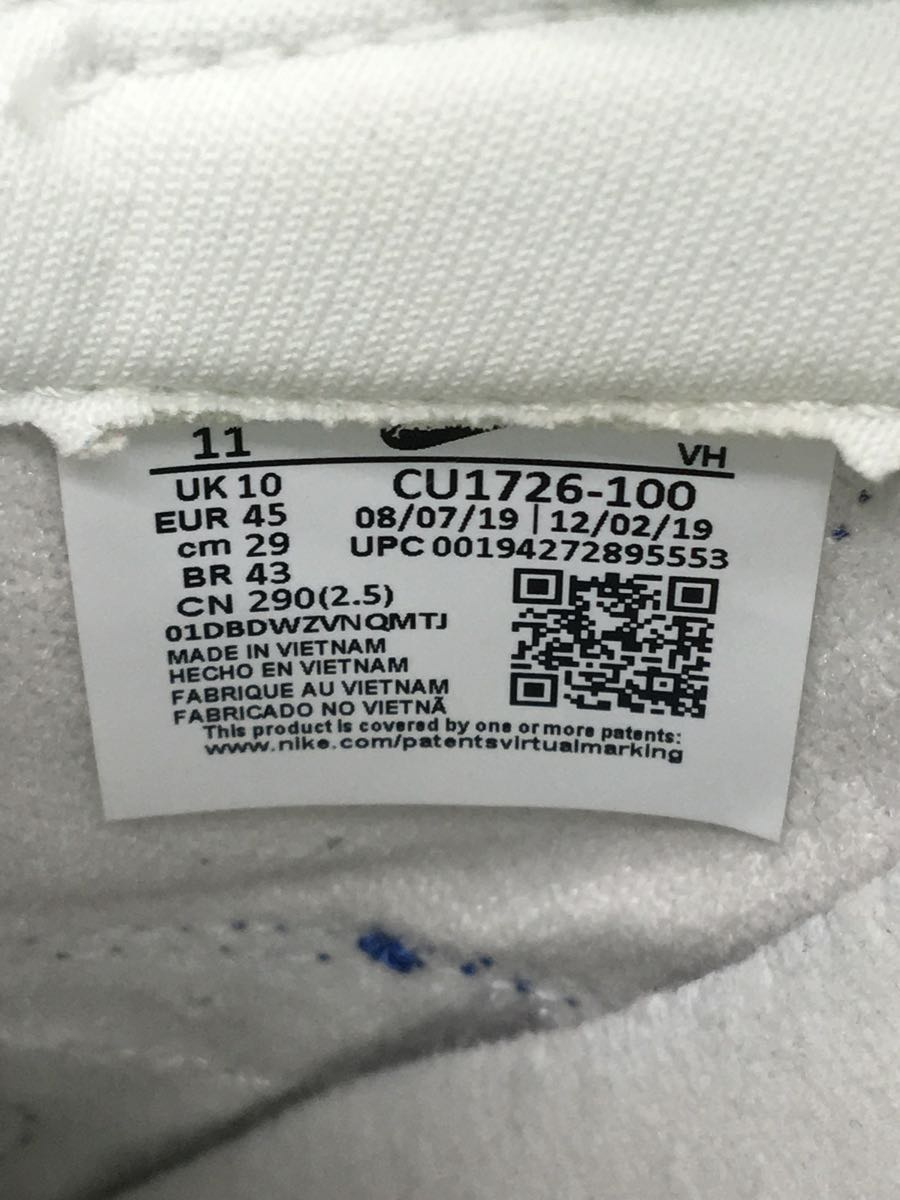 11
VH
UK 10
CU1726-100
EUR 45
08/07/19 | 12/02/19
cm 29
UPC 00194272895553
BR 43
CN 290(2.5)
01DBDWZVNQMTJ
MADE IN VIETNAM
HECHO EN VIETNAM
FABRIQUE AU VIETNAM
FABRICADO NO VIETNÃ
This product is covered by one or more patents:
www.nike.com/patentsvirtualmarking